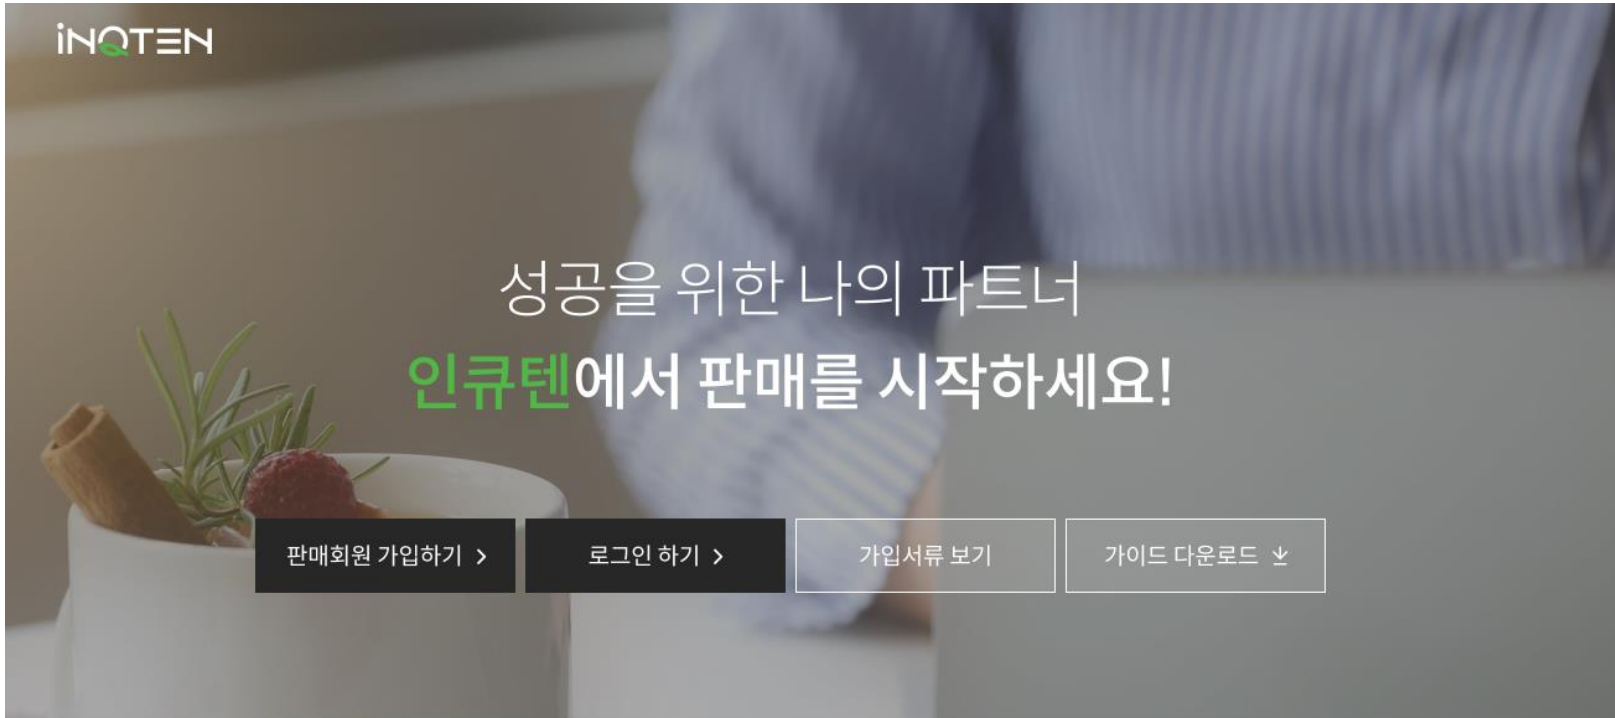 iNQTEN
성공을 위한 나의 파트너
인큐텐에서 판매를 시작하세요!
판매회원 가입하기 >
로그인 하기 >
가입서류 보기
가이드 다운로드